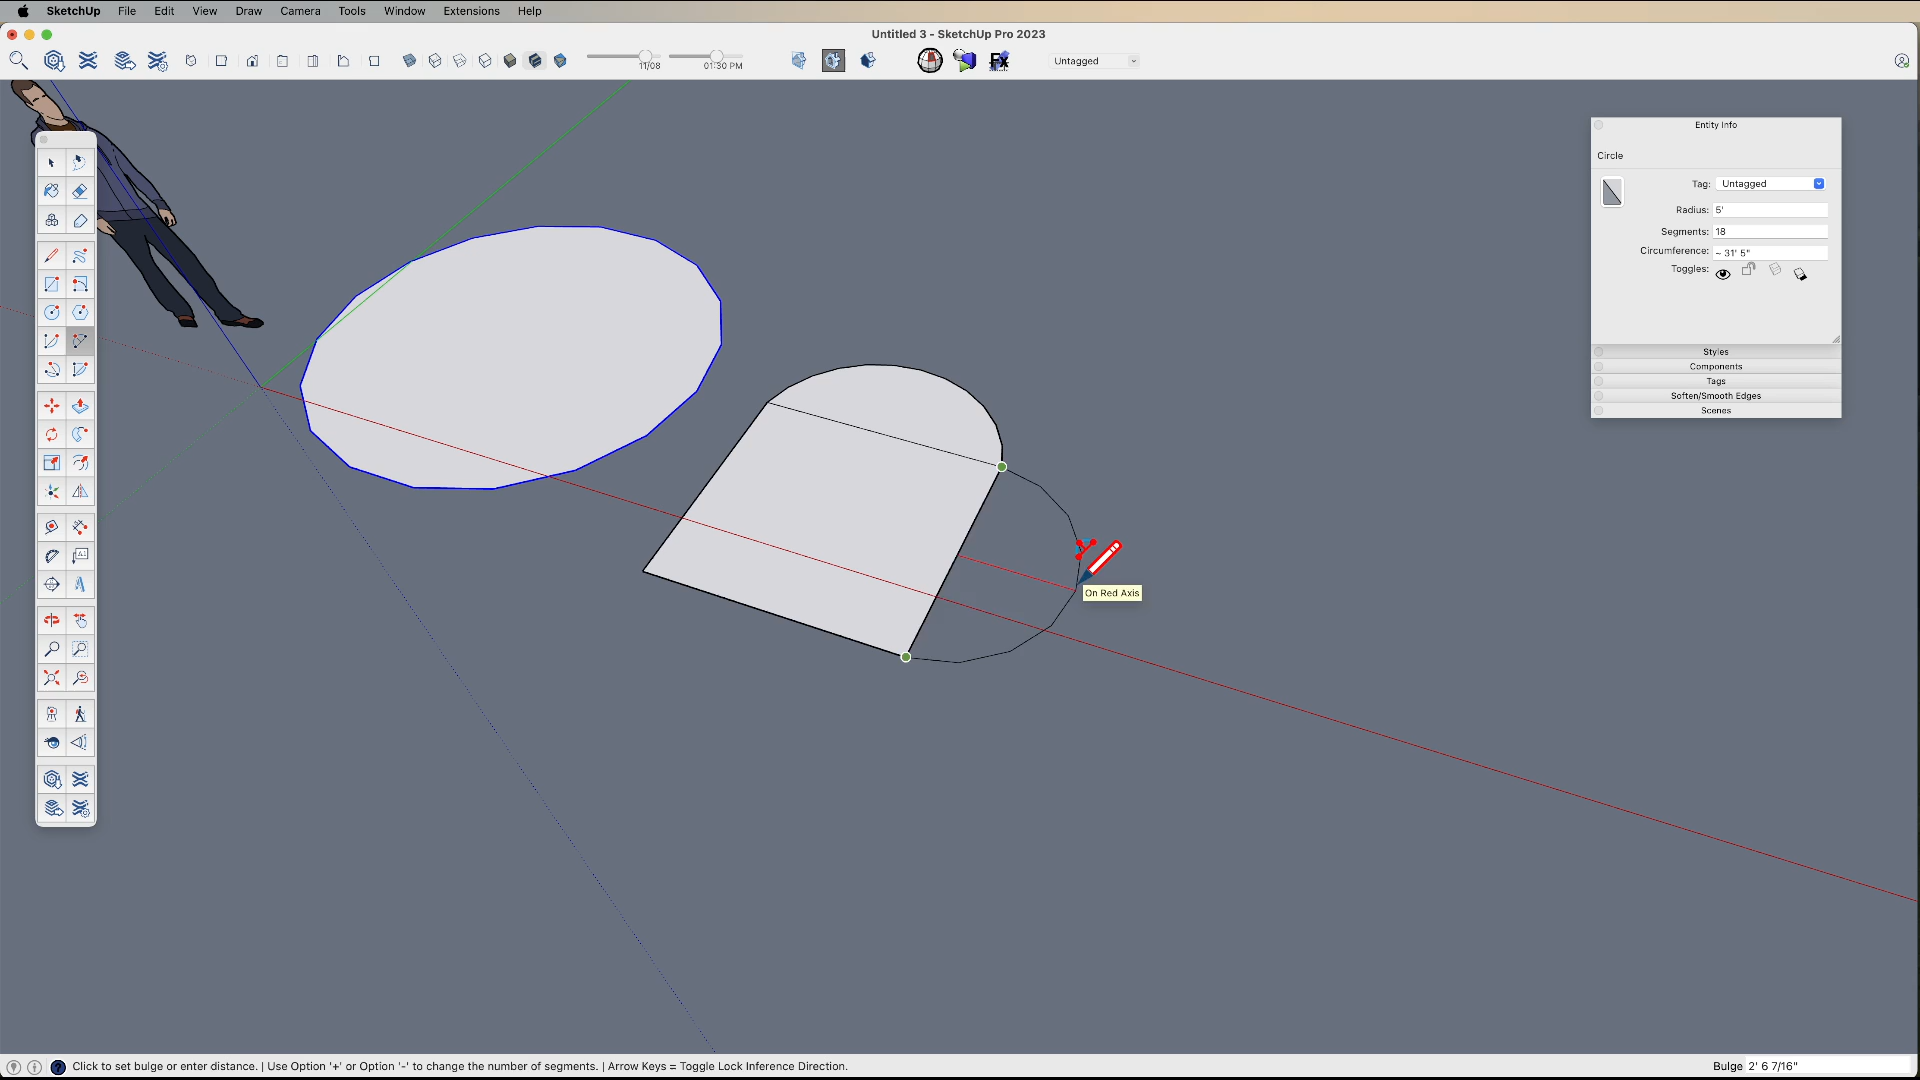 SketchUp File Edit View Draw Camera Tools Window Extensions Help
Untitled 3 - SketchUp Pro 2023
11/08 01:30 PM Untagged
Entity Info
Circle
Tag: Untagged
Radius: 5'
Segments: 18
Circumference: ~ 31' 5"
Toggles:
Styles
Components
Tags
Soften/Smooth Edges
Scenes
On Red Axis
Click to set bulge or enter distance. | Use Option '+' or Option '-' to change the number of segments. | Arrow Keys = Toggle Lock Inference Direction. Bulge 2' 6 7/16"